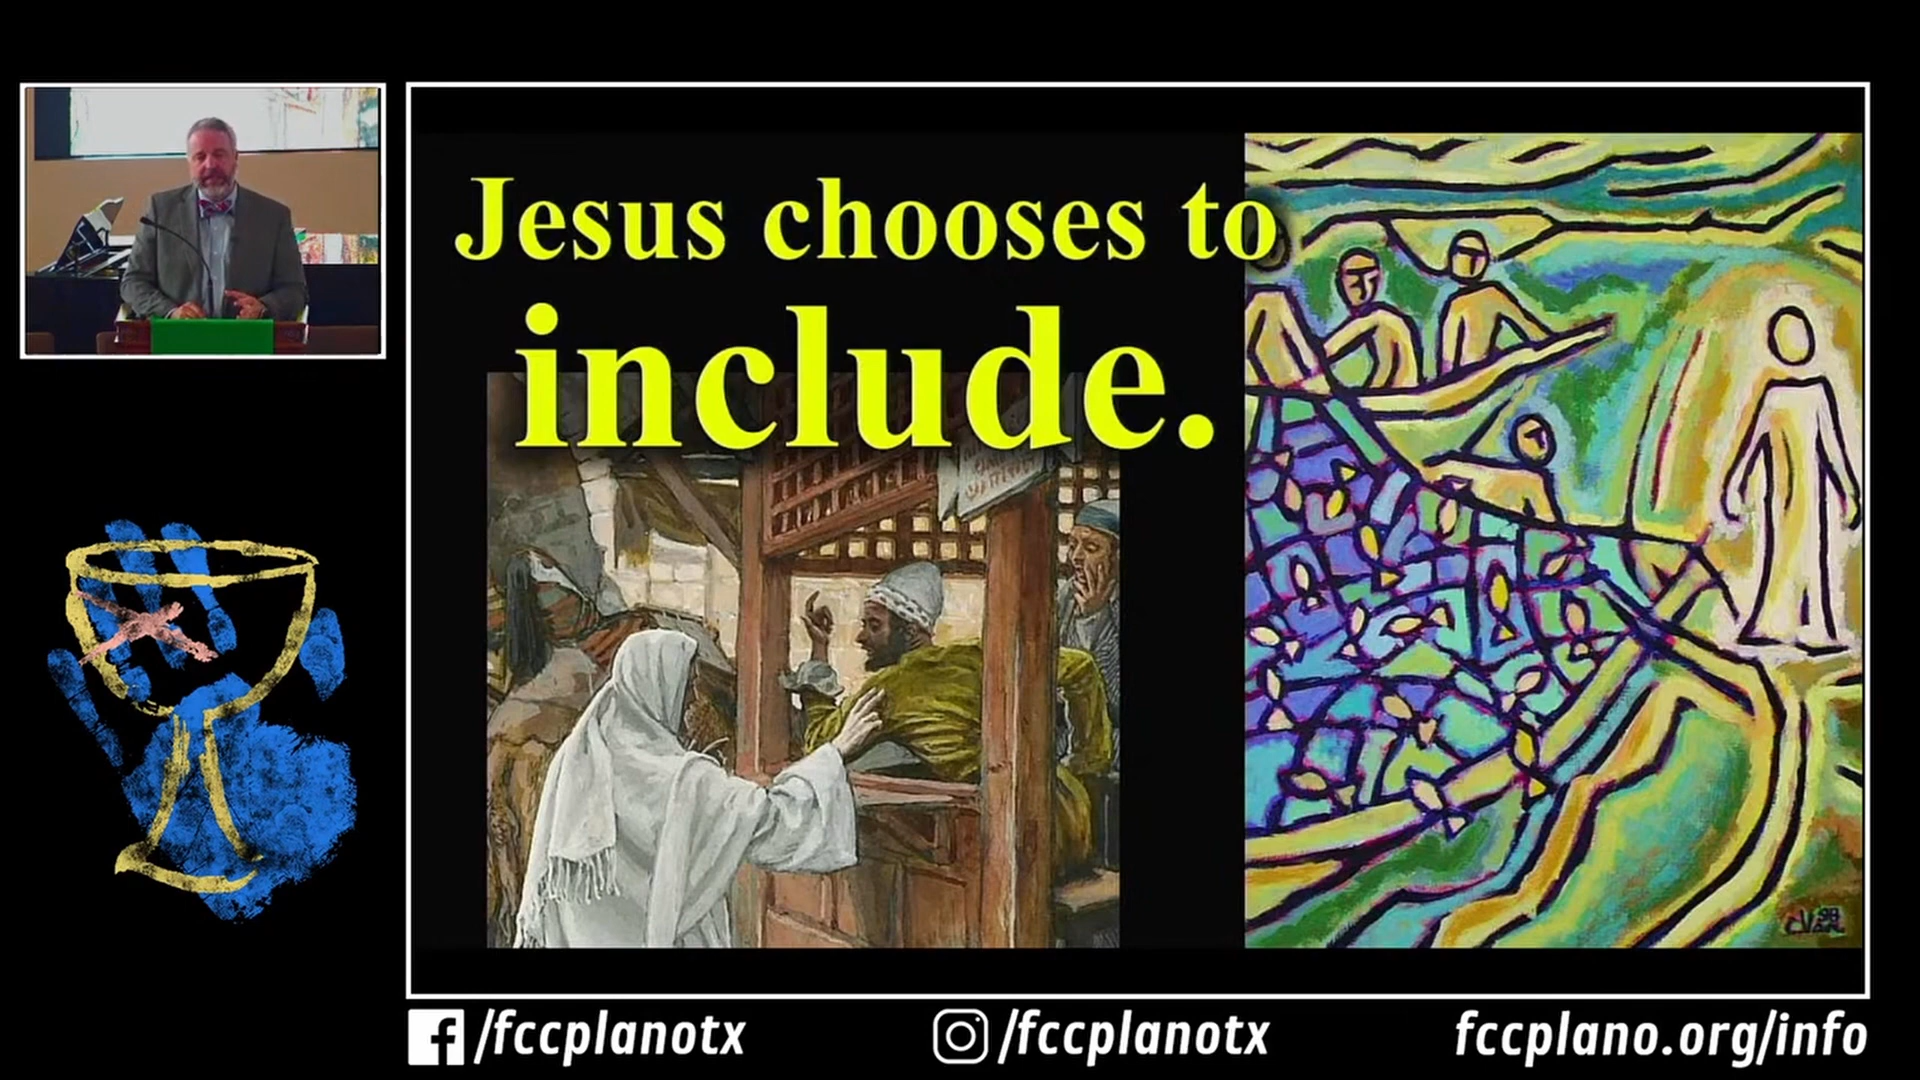 Jesus chooses to
include.
/fccplanotx
/fccplanotx
fccplano.org/info